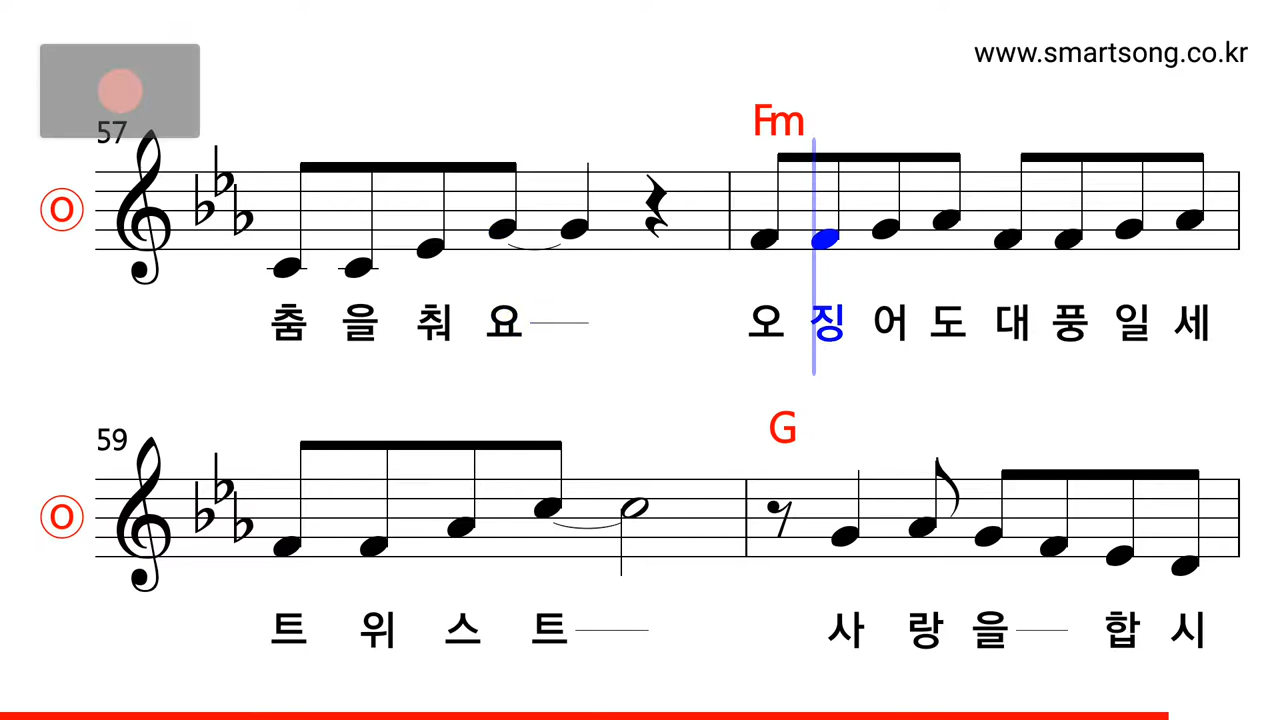 www.smartsong.co.kr
57
Fm
O
춤 을 춰 요 오 징 어 도 대 풍 일 세
59
G
O
트 위 스 트 사 랑 을 합 시